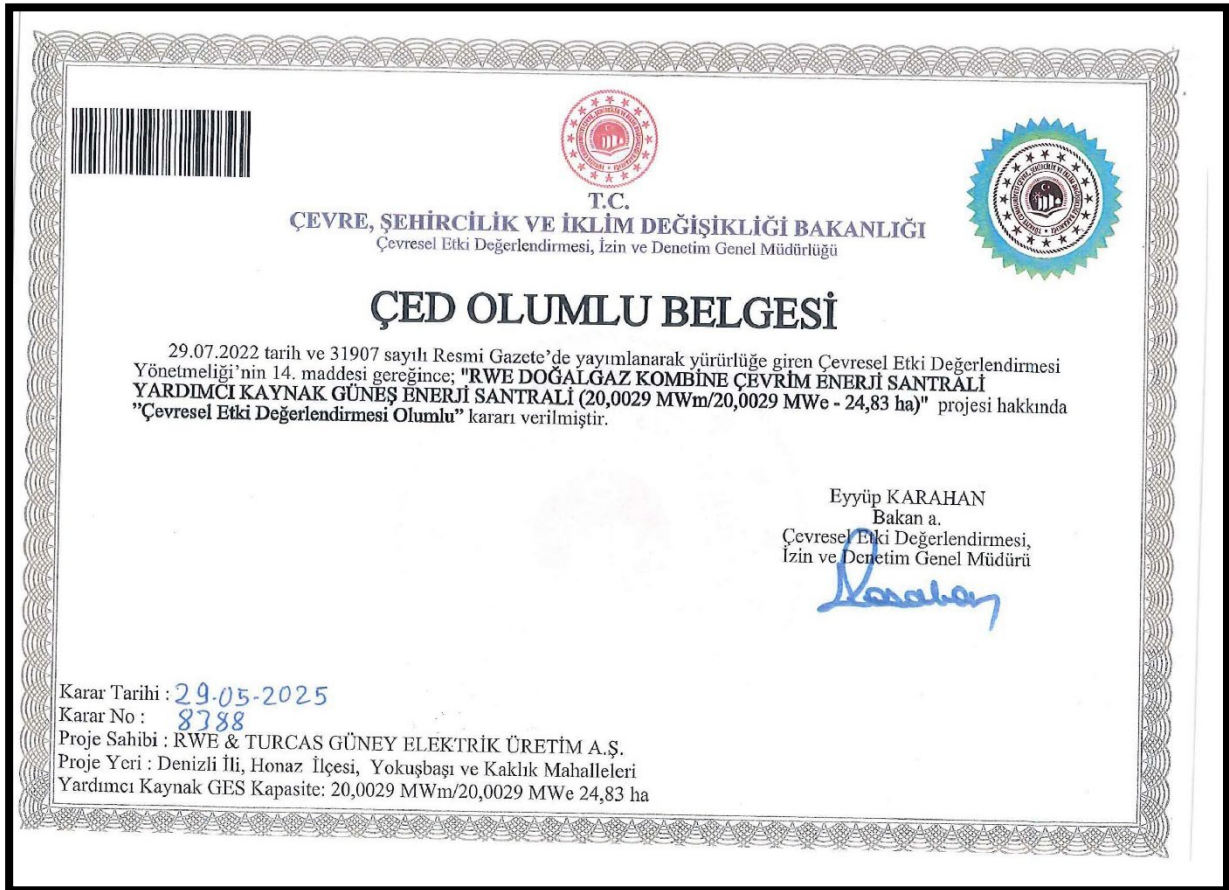 T.C.
ÇEVRE, ŞEHİRCİLİK VE İKLİM DEĞİŞİKLİĞİ BAKANLIĞI
Çevresel Etki Değerlendirmesi, İzin ve Denetim Genel Müdürlüğü
ÇED OLUMLU BELGESİ
29.07.2022 tarih ve 31907 sayılı Resmi Gazete'de yayımlanarak yürürlüğe giren Çevresel Etki Değerlendirmesi
Yönetmeliği'nin 14. maddesi gereğince; "RWE DOĞALGAZ KOMBİNE ÇEVRİM ENERJİ SANTRALİ
YARDIMCI KAYNAK GÜNEŞ ENERJİ SANTRALİ (20,0029 MWm/20,0029 MWe - 24,83 ha)" projesi hakkında
"Çevresel Etki Değerlendirmesi Olumlu" kararı verilmiştir.
Eyyüp KARAHAN
Bakan a.
Çevresel Etki Değerlendirmesi,
İzin ve Denetim Genel Müdürü
Karar Tarihi : 29-05-2025
Karar No : 8388
Proje Sahibi : RWE & TURCAS GÜNEY ELEKTRİK ÜRETİM A.Ş.
Proje Yeri : Denizli İli, Honaz İlçesi, Yokuşbaşı ve Kaklık Mahalleleri
Yardımcı Kaynak GES Kapasite: 20,0029 MWm/20,0029 MWe 24,83 ha